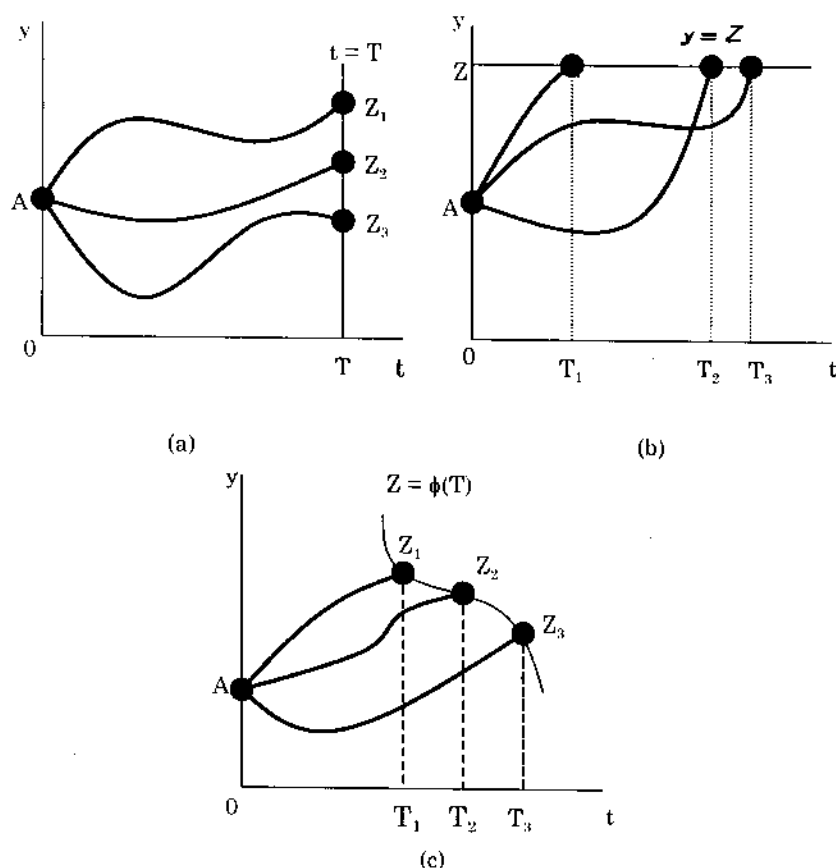 y
t = T
Z₁
Z₂
A
Z₃
0
T
t
(a)
y
y = Z
Z
A
0
T₁
T₂
T₃
t
(b)
y
Z = ϕ(T)
Z₁
Z₂
Z₃
A
0
T₁
T₂
T₃
t
(c)